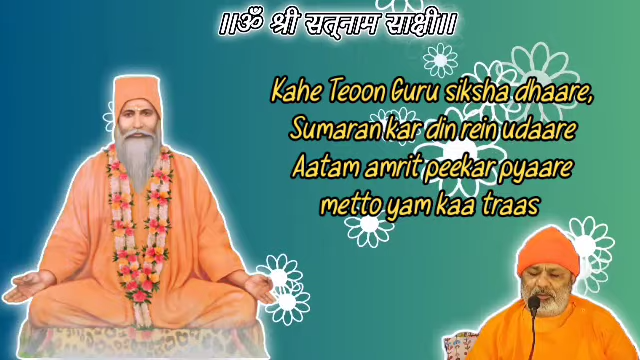 ||ॐ श्री सत्नाम साक्षी||
Kahe Teoon Guru siksha dhaare,
Sumaran kar din rein udaare
Aatam amrit peekar pyaare
metto yam kaa traas